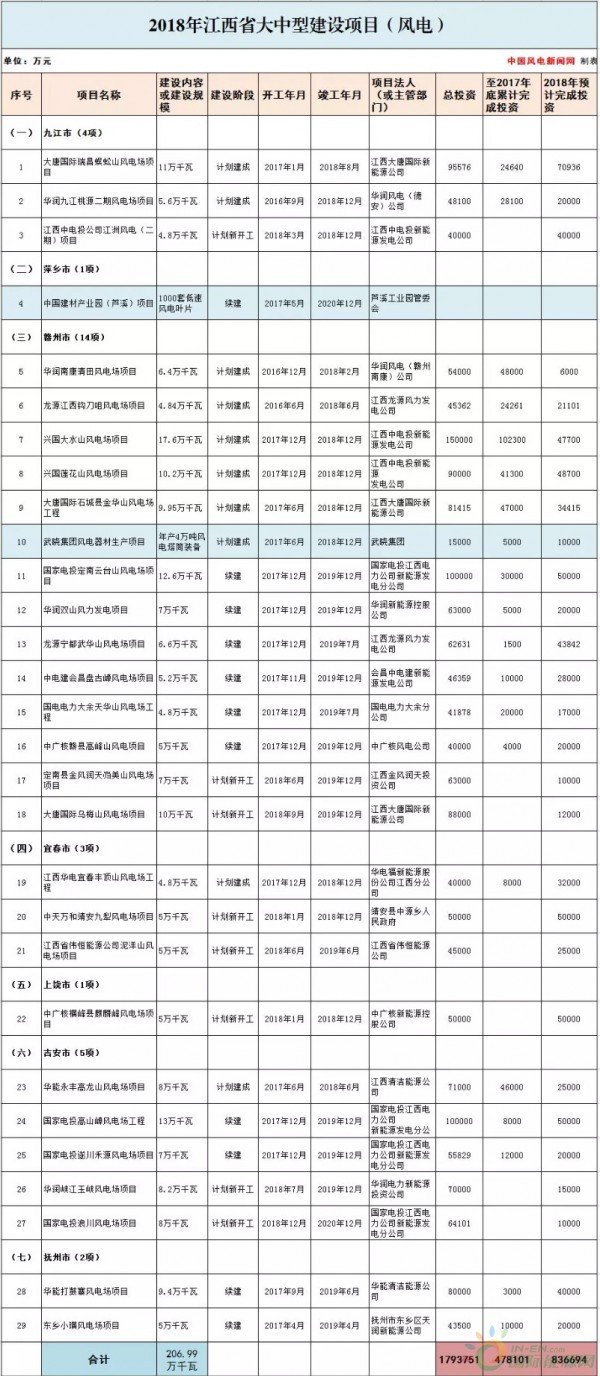 2018年江西省大中型建设项目（风电）
单位：万元 中国风电新闻网 制表
序号 项目名称 建设内容或建设规模 建设阶段 开工年月 竣工年月 项目法人（或主管部门） 总投资 至2017年底累计完成投资 2018年预计完成投资
（一） 九江市（4项）
1 大唐国际瑞昌蜈蚣山风电场项目 11万千瓦 计划建成 2017年1月 2018年8月 江西大唐国际新能源公司 95576 24640 70936
2 华润九江桃源二期风电场项目 5.6万千瓦 计划建成 2016年9月 2018年12月 华润风电（德安）公司 48100 28100 20000
3 江西中电投公司江洲风电（二期）项目 4.8万千瓦 计划新开工 2018年3月 2018年12月 江西中电投新能源发电公司 40000 40000
（二） 萍乡市（1项）
4 中国建材产业园（芦溪）项目 1000套低速风电叶片 续建 2017年5月 2020年12月 芦溪工业园管委会
（三） 赣州市（14项）
5 华润南康清田风电场项目 6.4万千瓦 计划建成 2016年12月 2018年2月 华润风电（赣州南康）公司 54000 48000 6000
6 龙源江西钩刀咀风电场项目 4.84万千瓦 计划建成 2016年6月 2018年6月 江西龙源风力发电公司 45362 24261 21101
7 兴国大水山风电场项目 17.6万千瓦 计划建成 2017年12月 2018年12月 江西中电投新能源发电公司 150000 102300 47700
8 兴国莲花山风电场项目 10.2万千瓦 计划建成 2017年12月 2018年12月 江西中电投新能源发电公司 90000 41300 48700
9 大唐国际石城县金华山风电场工程 9.95万千瓦 计划建成 2017年6月 2018年12月 江西大唐国际新能源公司 81415 47000 34415
10 武晓集团风电器材生产项目 年产4万吨风电塔筒装备 计划建成 2017年6月 2018年12月 武晓集团 15000 5000 10000
11 国家电投定南云台山风电场项目 12.6万千瓦 续建 2017年12月 2019年12月 国家电投江西电力公司新能源发电分公司 100000 30000 50000
12 华润双山风力发电项目 7万千瓦 续建 2017年12月 2019年12月 华润新能源控股公司 63000 5000 20000
13 龙源宁都武华山风电场项目 6.6万千瓦 续建 2017年12月 2019年7月 江西龙源风力发电公司 62631 1500 43842
14 中电建会昌盘古嶂风电场项目 5.2万千瓦 续建 2017年11月 2019年12月 会昌中电建新能源发电公司 46359 10000 28000
15 国电电力大余天华山风电场工程 4.8万千瓦 续建 2017年12月 2019年7月 国电电力大余分公司 41878 20000 17000
16 中广核赣县高峰山风电场项目 5万千瓦 续建 2017年12月 2019年12月 中广核风电公司 40000 4000 20000
17 定南县金风润天尧美山风电场项目 7万千瓦 计划新开工 2018年6月 2019年12月 江西金风润天投资公司 63000 10000
18 大唐国际乌梅山风电场项目 10万千瓦 计划新开工 2018年9月 2019年12月 江西大唐国际新能源公司 88000 12000
（四） 宜春市（3项）
19 江西华电宜春丰顶山风电场工程 4.8万千瓦 计划建成 2017年12月 2018年12月 华电福新能源股份公司江西分公司 40000 8000 32000
20 中天万和靖安九型风电场项目 5万千瓦 计划新开工 2018年1月 2018年12月 靖安县中源乡人民政府 50000 50000
21 江西省伟恒能源公司泥洋山风电场项目 5万千瓦 计划新开工 2018年6月 2019年6月 江西省伟恒能源公司 45000 25000
（五） 上饶市（1项）
22 中广核横峰县麒麟峰风电场项目 5万千瓦 计划新开工 2018年1月 2018年12月 中广核新能源控股公司 50000 50000
（六） 吉安市（5项）
23 华能永丰高龙山风电场项目 8万千瓦 计划建成 2017年6月 2018年6月 江西清洁能源公司 71000 46000 25000
24 国家电投高山嶂风电场工程 13万千瓦 续建 2017年12月 2019年12月 国家电投江西电力公司新能源发电分公 100000 8000 50000
25 国家电投遂川禾源风电场项目 7万千瓦 续建 2017年12月 2019年12月 国家电投江西电力公司新能源发电分公司 55829 12000 20000
26 华润峡江玉峡风电场项目 8.2万千瓦 计划新开工 2018年7月 2019年12月 华润电力新能源投资公司 70000 15000
27 国家电投浪川风电场项目 8万千瓦 计划新开工 2018年12月 2020年12月 国家电投江西电力公司新能源发电分公司 64101 10000
（七） 抚州市（2项）
28 华能打鼓寨风电场项目 9.4万千瓦 续建 2017年9月 2019年6月 华能清洁能源公司 80000 3000 40000
29 东乡小璜风电场项目 5万千瓦 续建 2017年4月 2019年4月 抚州市东乡区天润新能源公司 43500 10000 20000
合计 206.99万千瓦 1793751 478101 836694
IN-EN.com